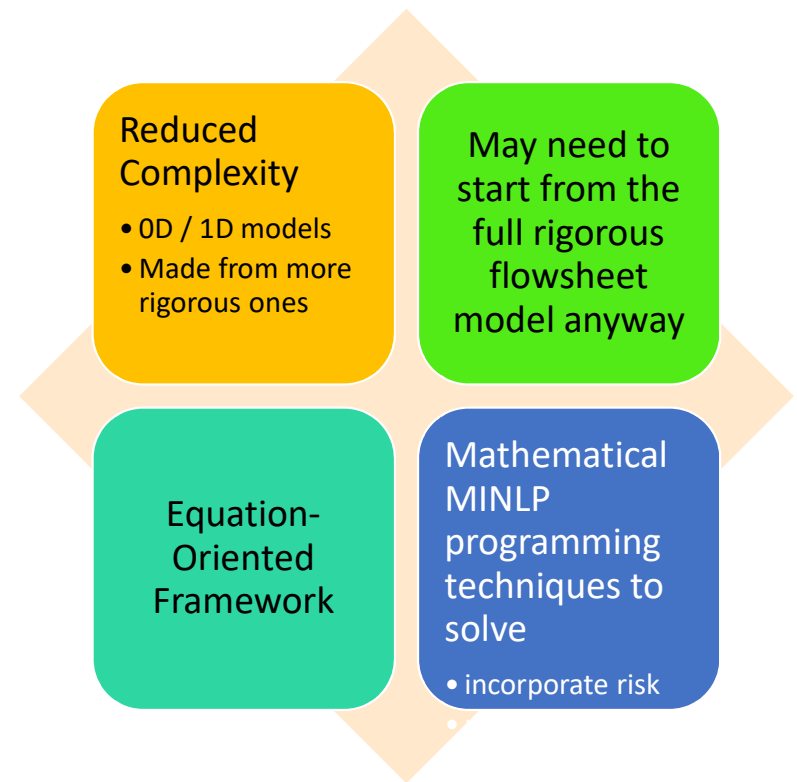 Reduced
Complexity
• 0D / 1D models
• Made from more
rigorous ones
May need to
start from the
full rigorous
flowsheet
model anyway
Equation-
Oriented
Framework
Mathematical
MINLP
programming
techniques to
solve
• incorporate risk
•